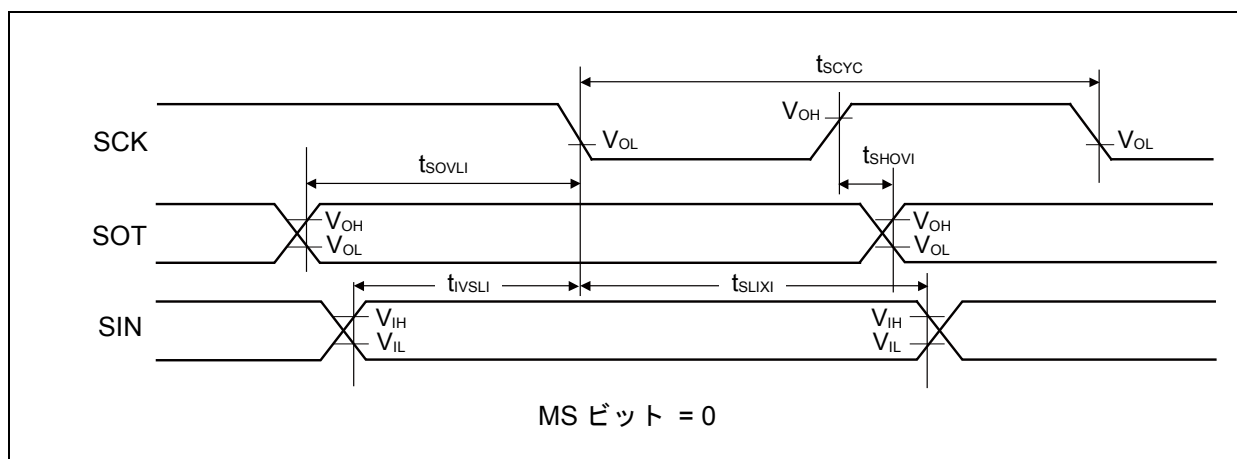 tSCYC
SCK
VOH
VOL
VOL
tSOVLI
tSHOVI
SOT
VOH
VOL
VOH
VOL
tIVSLI
tSLIXI
SIN
VIH
VIL
VIH
VIL
MS ビット = 0